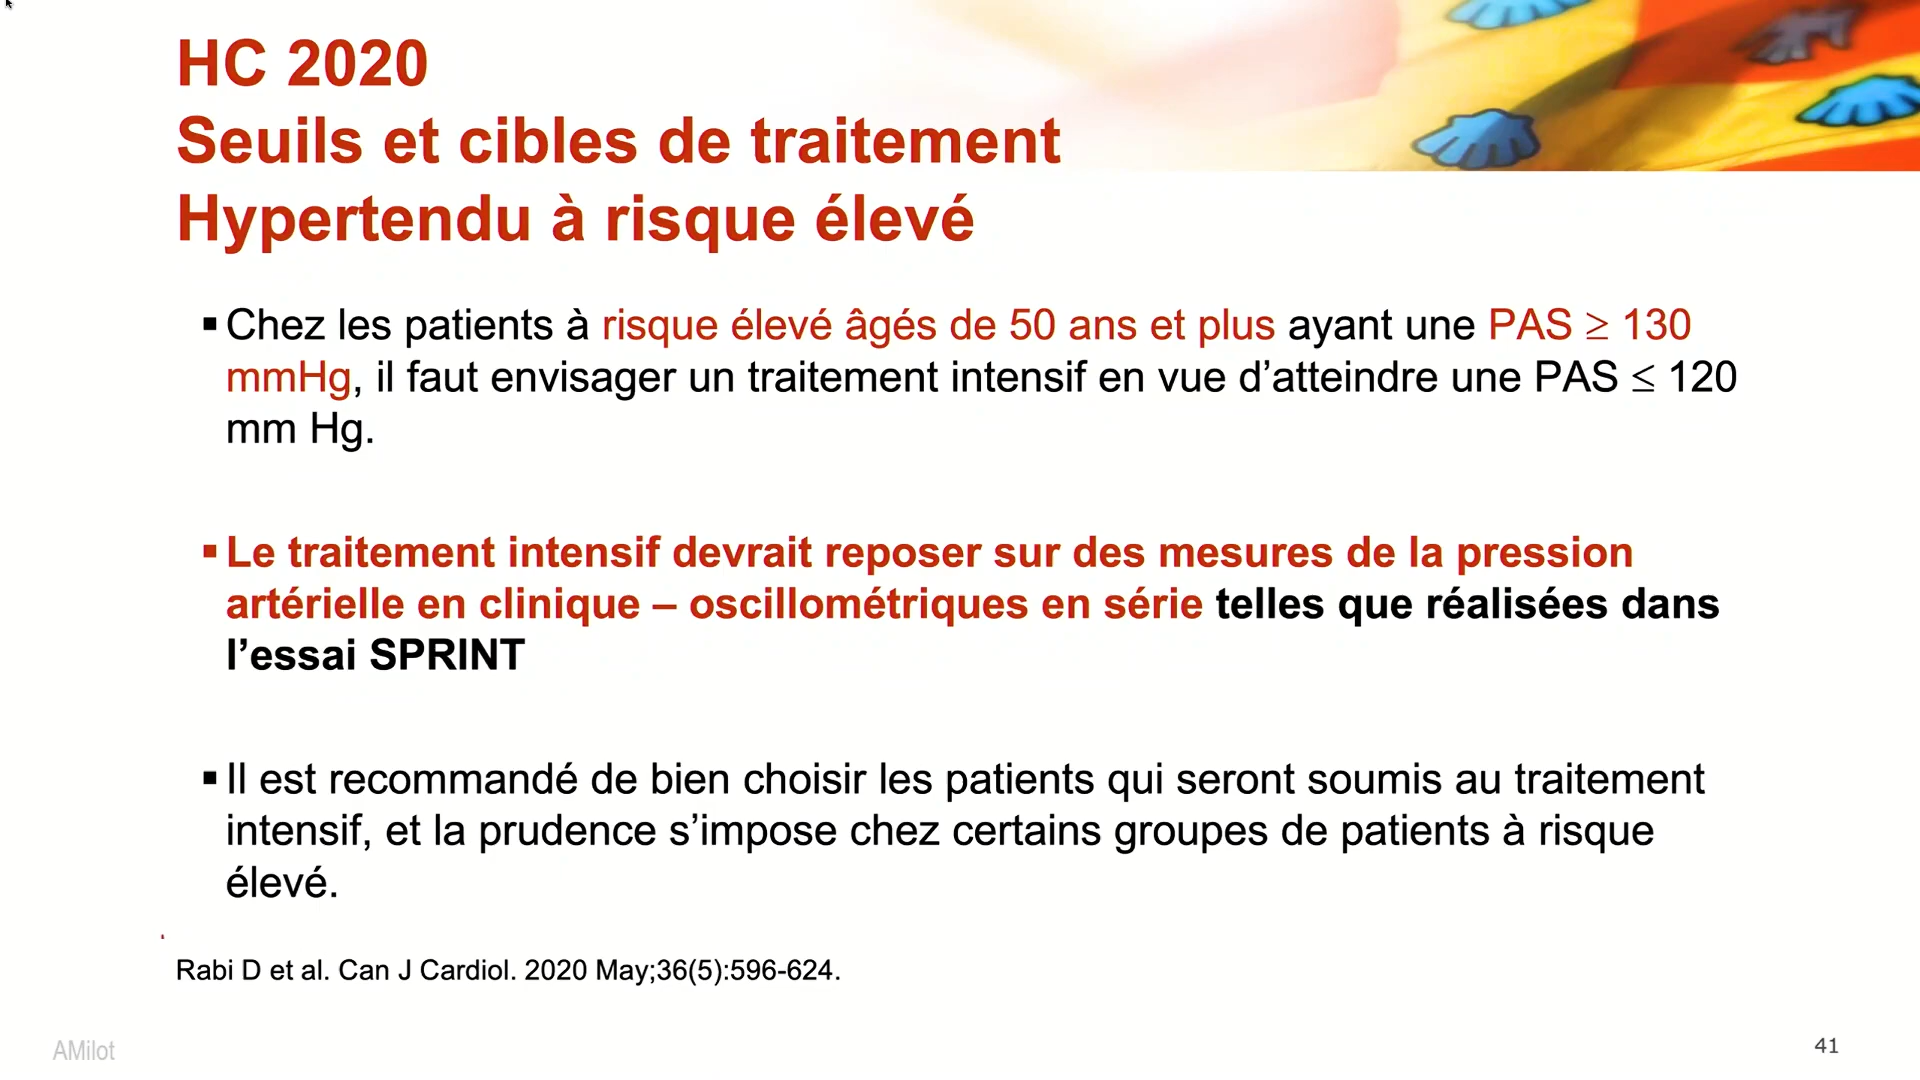 HC 2020
Seuils et cibles de traitement
Hypertendu à risque élevé
▪Chez les patients à risque élevé âgés de 50 ans et plus ayant une PAS ≥ 130
mmHg, il faut envisager un traitement intensif en vue d’atteindre une PAS ≤ 120
mm Hg.
▪Le traitement intensif devrait reposer sur des mesures de la pression
artérielle en clinique – oscillométriques en série telles que réalisées dans
l’essai SPRINT
▪Il est recommandé de bien choisir les patients qui seront soumis au traitement
intensif, et la prudence s’impose chez certains groupes de patients à risque
élevé.
Rabi D et al. Can J Cardiol. 2020 May;36(5):596-624.
AMilot
41